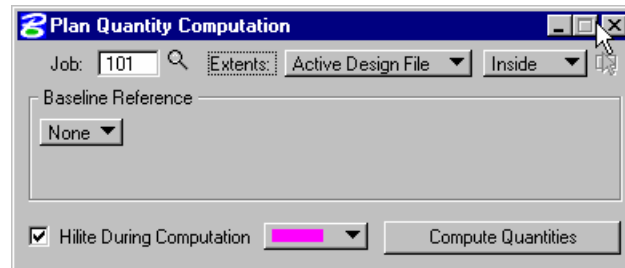 Plan Quantity Computation
Job: 101 Extents: Active Design File Inside
Baseline Reference
None
Hilite During Computation Compute Quantities